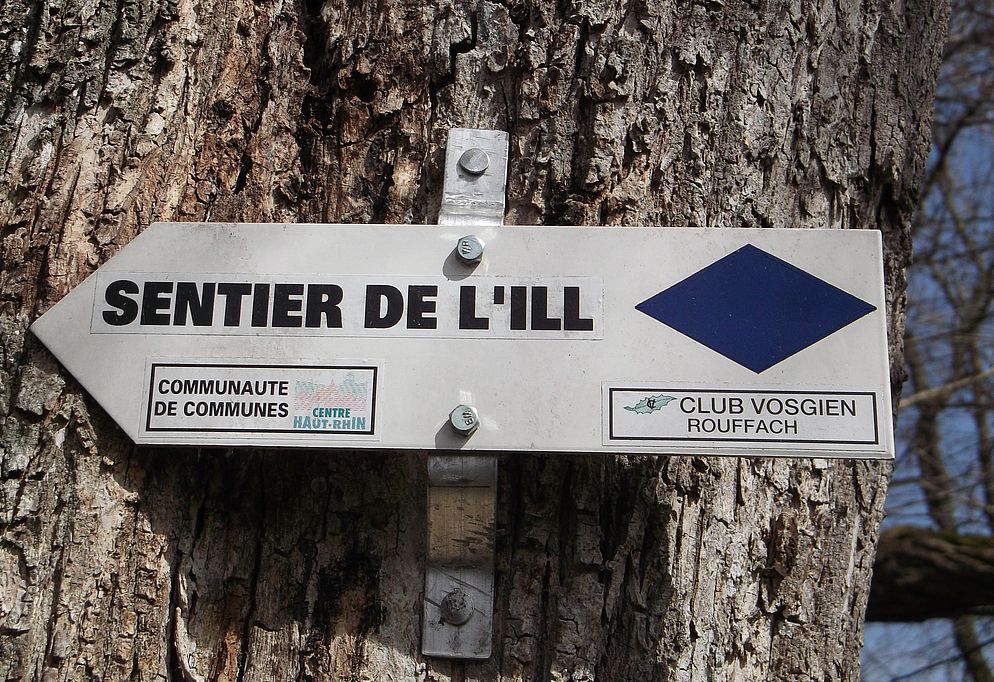 SENTIER DE L'ILL
COMMUNAUTE
DE COMMUNES
CENTRE
HAUT-RHIN
CLUB VOSGIEN
ROUFFACH